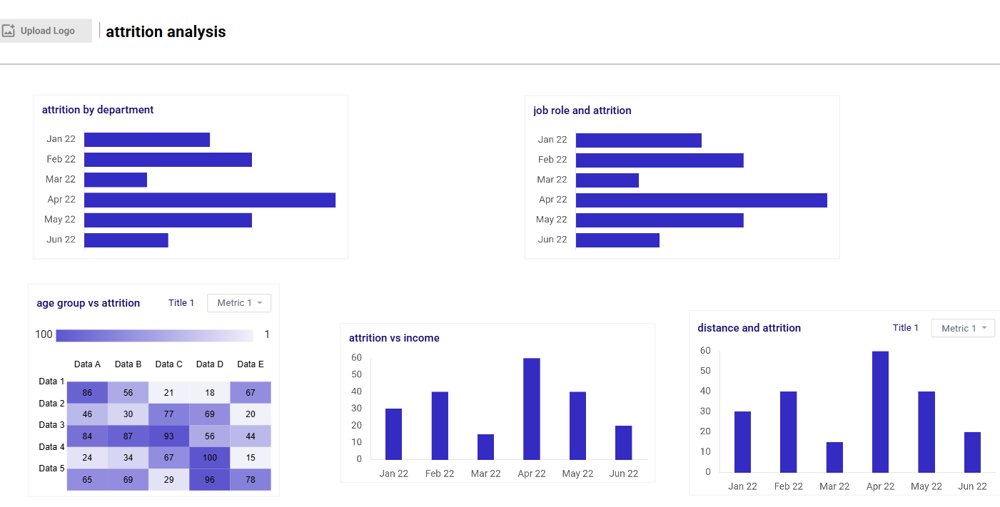 Upload Logo
attrition analysis
attrition by department
Jan 22
Feb 22
Mar 22
Apr 22
May 22
Jun 22
job role and attrition
Jan 22
Feb 22
Mar 22
Apr 22
May 22
Jun 22
age group vs attrition Title 1 Metric 1
100 1
Data A Data B Data C Data D Data E
Data 1 86 56 21 18 67
Data 2 46 30 77 69 20
Data 3 84 87 93 56 44
Data 4 24 34 67 100 15
Data 5 65 69 29 96 78
attrition vs income
60
50
40
30
20
10
0
Jan 22 Feb 22 Mar 22 Apr 22 May 22 Jun 22
distance and attrition Title 1 Metric 1
60
50
40
30
20
10
0
Jan 22 Feb 22 Mar 22 Apr 22 May 22 Jun 22